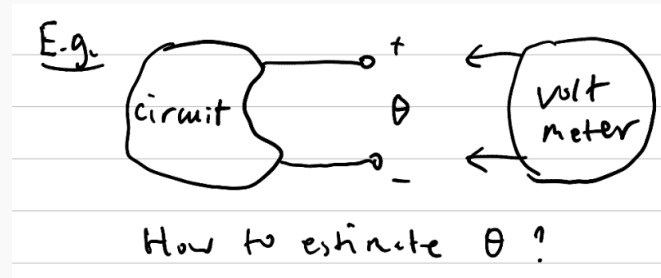 E.g.
+
circuit θ volt
meter
-
How to estimate θ ?